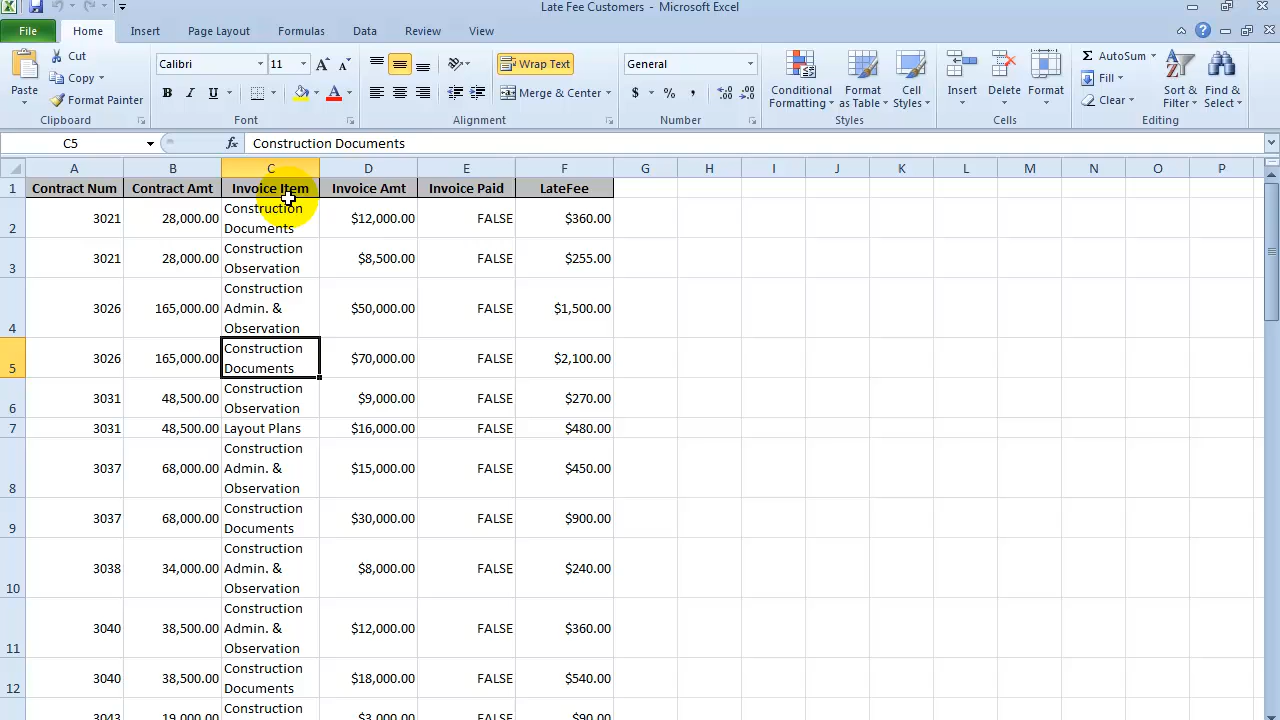 Late Fee Customers - Microsoft Excel
File Home Insert Page Layout Formulas Data Review View
Paste
Cut
Copy
Format Painter
Clipboard
Calibri 11
B I U
Font
Wrap Text
Merge & Center
Alignment
General
$ % ,
Number
Conditional Formatting
Format as Table
Cell Styles
Styles
Insert Delete Format
Cells
AutoSum
Fill
Clear
Sort & Filter
Find & Select
Editing
C5 fx Construction Documents
A B C D E F G H I J K L M N O P
1 Contract Num Contract Amt Invoice Item Invoice Amt Invoice Paid LateFee
2 3021 28,000.00 Construction Documents $12,000.00 FALSE $360.00
3 3021 28,000.00 Construction Observation $8,500.00 FALSE $255.00
4 3026 165,000.00 Construction Admin. & Observation $50,000.00 FALSE $1,500.00
5 3026 165,000.00 Construction Documents $70,000.00 FALSE $2,100.00
6 3031 48,500.00 Construction Observation $9,000.00 FALSE $270.00
7 3031 48,500.00 Layout Plans $16,000.00 FALSE $480.00
8 3037 68,000.00 Construction Admin. & Observation $15,000.00 FALSE $450.00
9 3037 68,000.00 Construction Documents $30,000.00 FALSE $900.00
10 3038 34,000.00 Construction Admin. & Observation $8,000.00 FALSE $240.00
11 3040 38,500.00 Construction Admin. & Observation $12,000.00 FALSE $360.00
12 3040 38,500.00 Construction Documents $18,000.00 FALSE $540.00
3043 19,000.00 Construction $3,000.00 FALSE $90.00